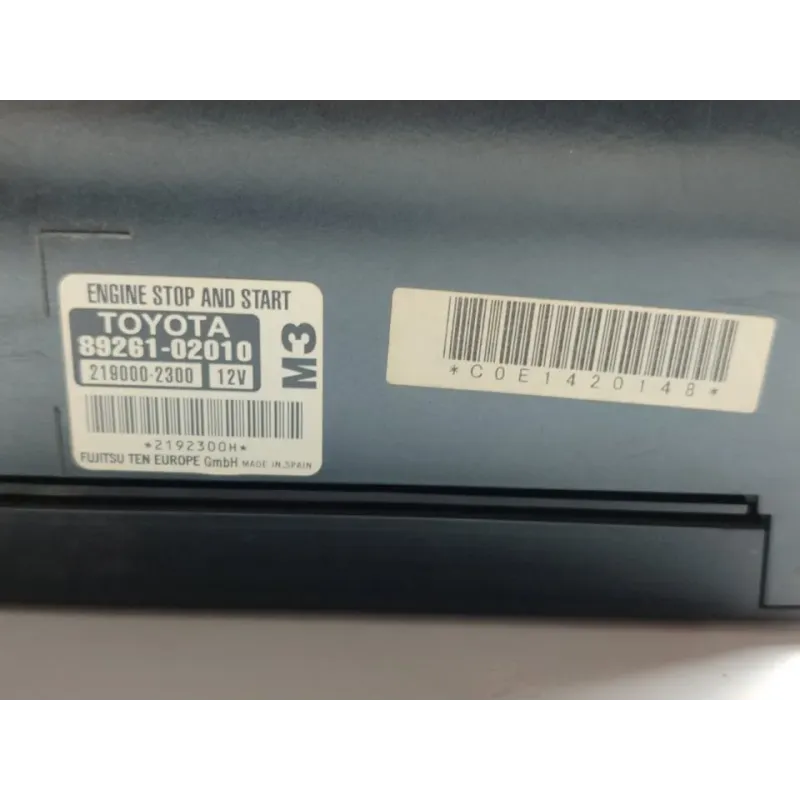 ENGINE STOP AND START
TOYOTA
89261-02010
219000-2300 12V
M3
*2192300H*
FUJITSU TEN EUROPE GmbH MADE IN SPAIN
*C0E1420148*